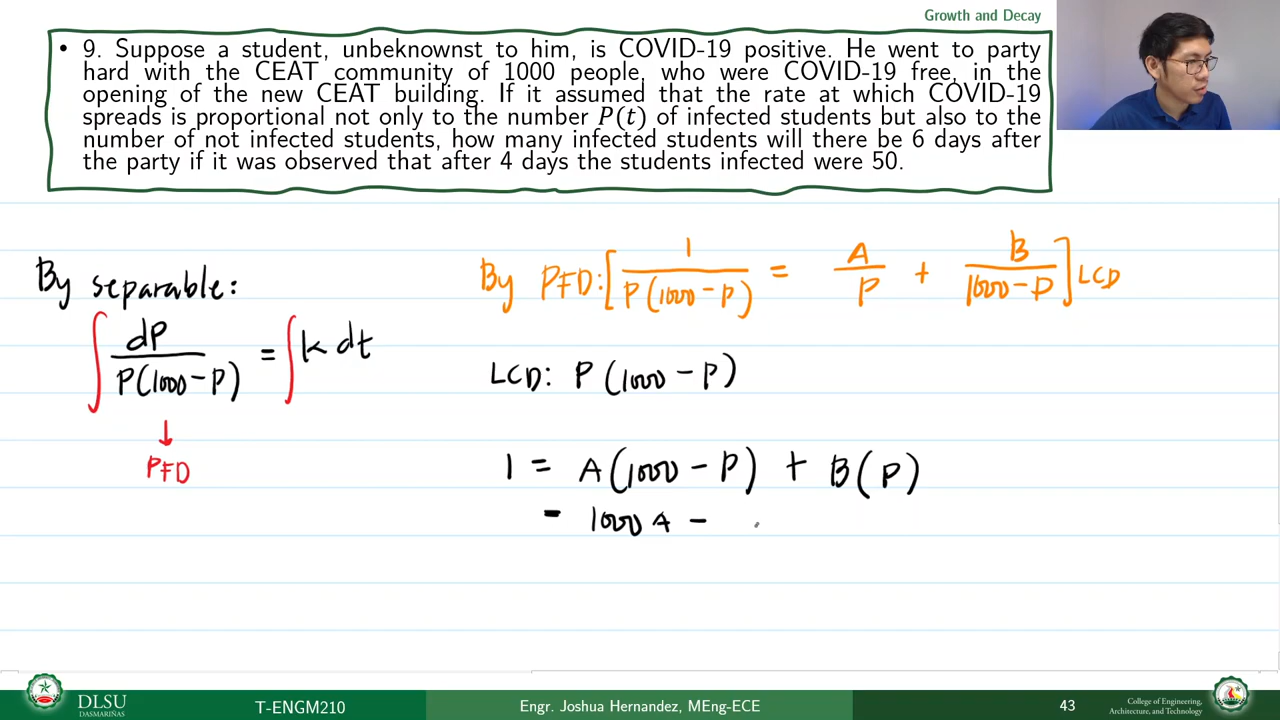 Growth and Decay
• 9. Suppose a student, unbeknownst to him, is COVID-19 positive. He went to party
hard with the CEAT community of 1000 people, who were COVID-19 free, in the
opening of the new CEAT building. If it assumed that the rate at which COVID-19
spreads is proportional not only to the number P(t) of infected students but also to the
number of not infected students, how many infected students will there be 6 days after
the party if it was observed that after 4 days the students infected were 50.
By separable:
∫ dP / P(1000 - P) = ∫ k dt
↓
PFD
By PFD: [ 1 / P(1000 - P) = A / P + B / 1000 - P ] LCD
LCD: P(1000 - P)
1 = A(1000 - P) + B(P)
= 1000 A -
DLSU
DASMARIÑAS
T-ENGM210
Engr. Joshua Hernandez, MEng-ECE
43
College of Engineering,
Architecture, and Technology